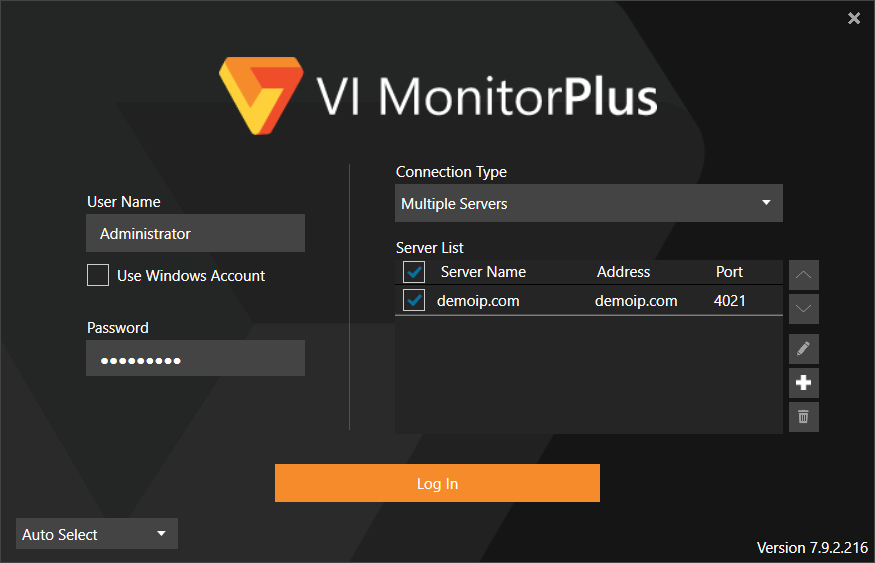 VI MonitorPlus
User Name
Administrator
Use Windows Account
Password
●●●●●●●●●
Connection Type
Multiple Servers
Server List
Server Name Address Port
demoip.com demoip.com 4021
Log In
Auto Select
Version 7.9.2.216